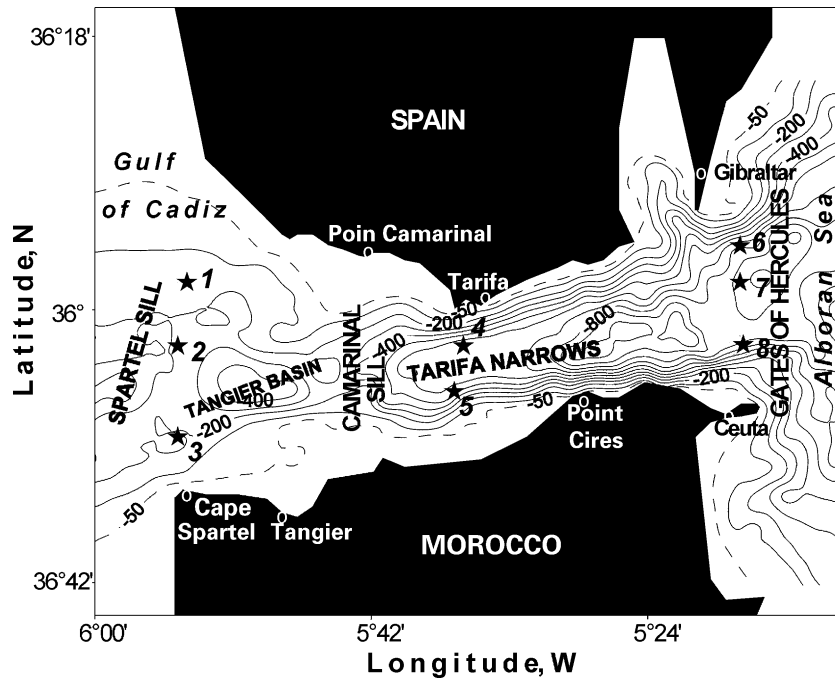 36°18'
SPAIN
-50
-200
-400
Gibraltar
Gulf
of Cadiz
Poin Camarinal
6
Tarifa
1
7
Latitude, N
36°
-50
-200
4
-800
GATES OF HERCULES
Alboran Sea
SPARTEL SILL
2
-400
8
CAMARINAL
SILL
TARIFA NARROWS
TANGIER BASIN
-200
400
5
-50
Point
Cires
Ceuta
-200
3
-50
Cape
Spartel
Tangier
MOROCCO
36°42'
6°00'
5°42'
5°24'
Longitude, W